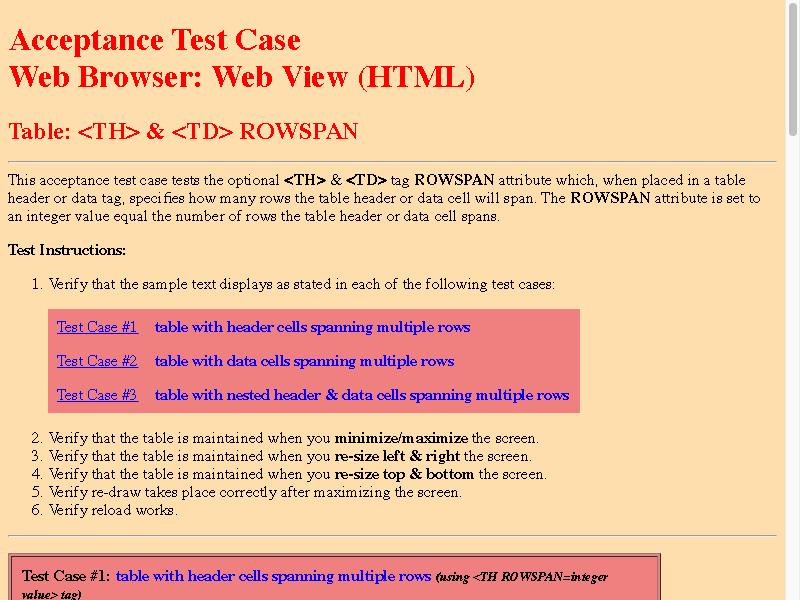 Acceptance Test Case
Web Browser: Web View (HTML)
Table: <TH> & <TD> ROWSPAN
This acceptance test case tests the optional <TH> & <TD> tag ROWSPAN attribute which, when placed in a table
header or data tag, specifies how many rows the table header or data cell will span. The ROWSPAN attribute is set to
an integer value equal the number of rows the table header or data cell spans.
Test Instructions:
1. Verify that the sample text displays as stated in each of the following test cases:
Test Case #1 table with header cells spanning multiple rows
Test Case #2 table with data cells spanning multiple rows
Test Case #3 table with nested header & data cells spanning multiple rows
2. Verify that the table is maintained when you minimize/maximize the screen.
3. Verify that the table is maintained when you re-size left & right the screen.
4. Verify that the table is maintained when you re-size top & bottom the screen.
5. Verify re-draw takes place correctly after maximizing the screen.
6. Verify reload works.
Test Case #1: table with header cells spanning multiple rows (using <TH ROWSPAN=integer
value> tag)